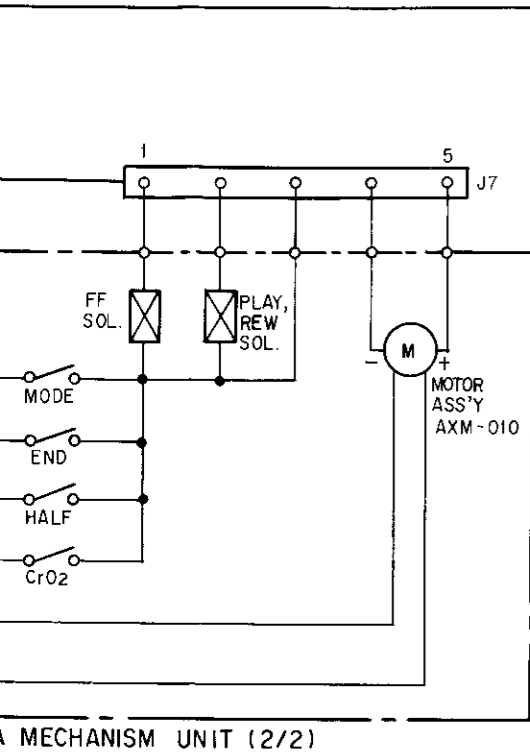 1
5
J7
FF
SOL.
PLAY,
REW
SOL.
M
- +
MOTOR
ASS'Y
AXM-010
MODE
END
HALF
CrO2
A MECHANISM UNIT (2/2)